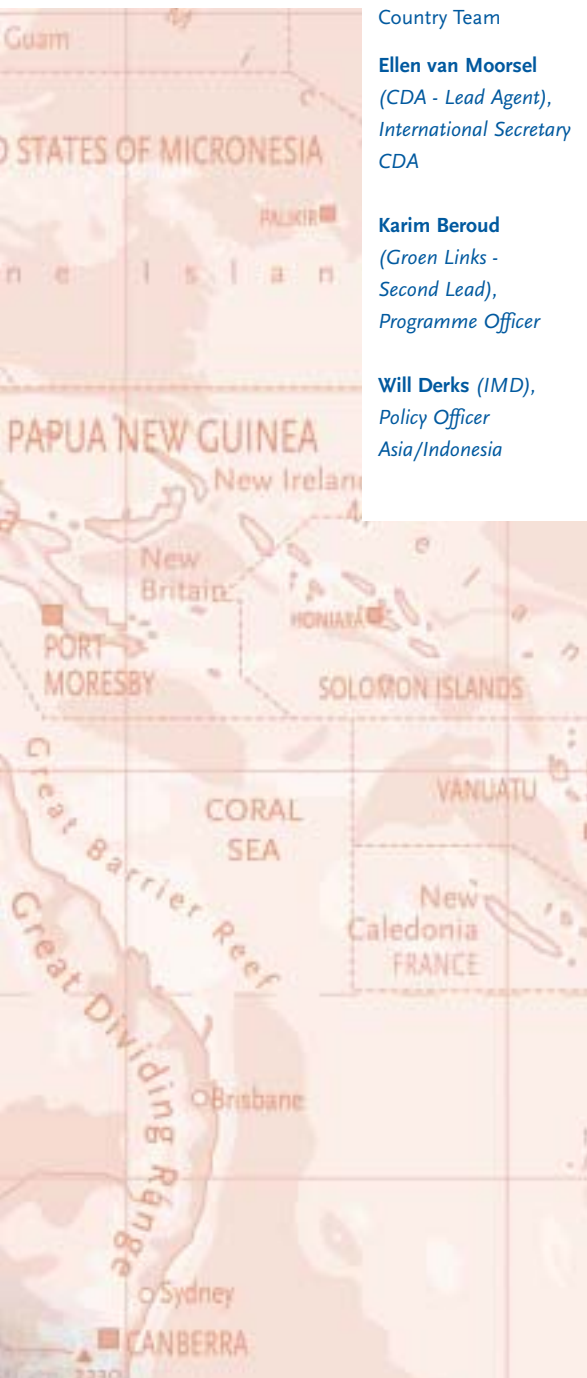 Country Team
Ellen van Moorsel
(CDA - Lead Agent),
International Secretary
CDA
Karim Beroud
(Groen Links -
Second Lead),
Programme Officer
Will Derks (IMD),
Policy Officer
Asia/Indonesia
Guam
M i c
D STATES OF MICRONESIA
PALIKIR
n e I s l a n
PAPUA NEW GUINEA
New Irelan
4
e l a n
New
Britain
HONIARA
PORT
MORESBY
SOLOMON ISLANDS
VANUATU
CORAL
SEA
Great Barrier Reef
New
Caledonia
FRANCE
Great Dividing Range
Brisbane
Sydney
CANBERRA